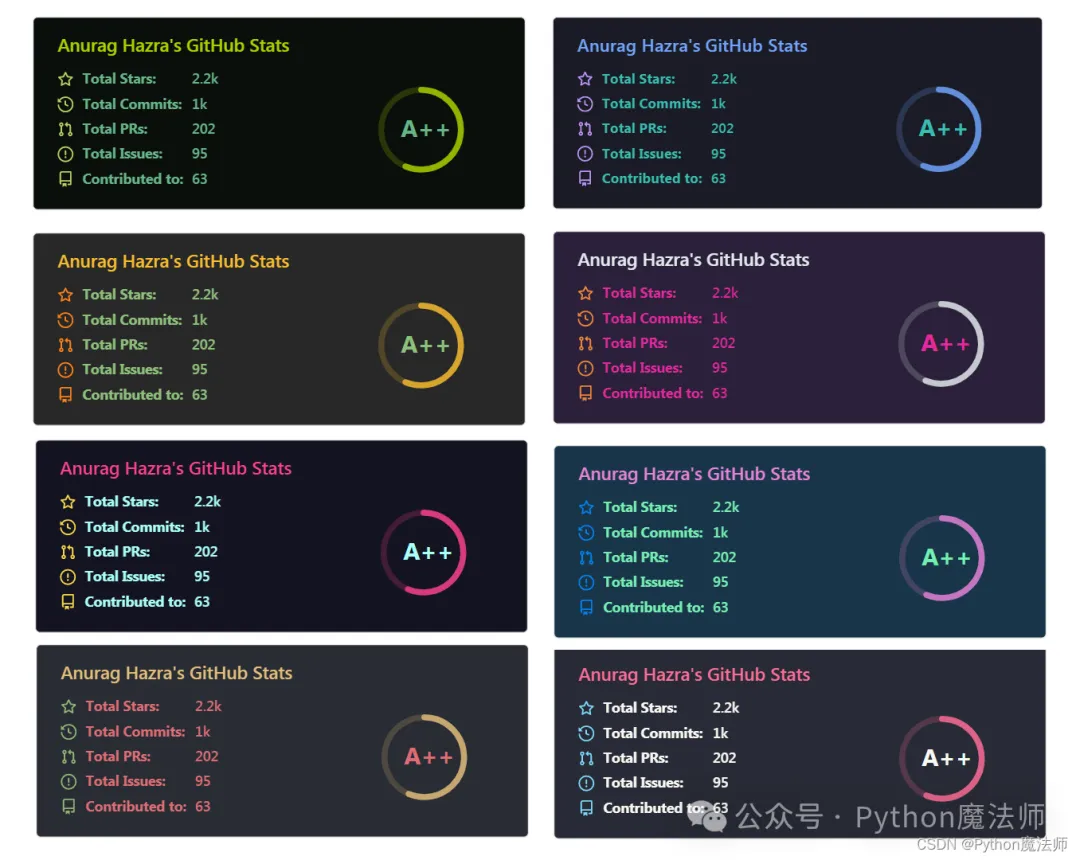 Anurag Hazra's GitHub Stats
Total Stars: 2.2k
Total Commits: 1k
Total PRs: 202
Total Issues: 95
Contributed to: 63
A++
Anurag Hazra's GitHub Stats
Total Stars: 2.2k
Total Commits: 1k
Total PRs: 202
Total Issues: 95
Contributed to: 63
A++
Anurag Hazra's GitHub Stats
Total Stars: 2.2k
Total Commits: 1k
Total PRs: 202
Total Issues: 95
Contributed to: 63
A++
Anurag Hazra's GitHub Stats
Total Stars: 2.2k
Total Commits: 1k
Total PRs: 202
Total Issues: 95
Contributed to: 63
A++
Anurag Hazra's GitHub Stats
Total Stars: 2.2k
Total Commits: 1k
Total PRs: 202
Total Issues: 95
Contributed to: 63
A++
Anurag Hazra's GitHub Stats
Total Stars: 2.2k
Total Commits: 1k
Total PRs: 202
Total Issues: 95
Contributed to: 63
A++
Anurag Hazra's GitHub Stats
Total Stars: 2.2k
Total Commits: 1k
Total PRs: 202
Total Issues: 95
Contributed to: 63
A++
Anurag Hazra's GitHub Stats
Total Stars: 2.2k
Total Commits: 1k
Total PRs: 202
Total Issues: 95
Contributed to: 63
A++
公众号 · Python魔法师
CSDN @Python魔法师